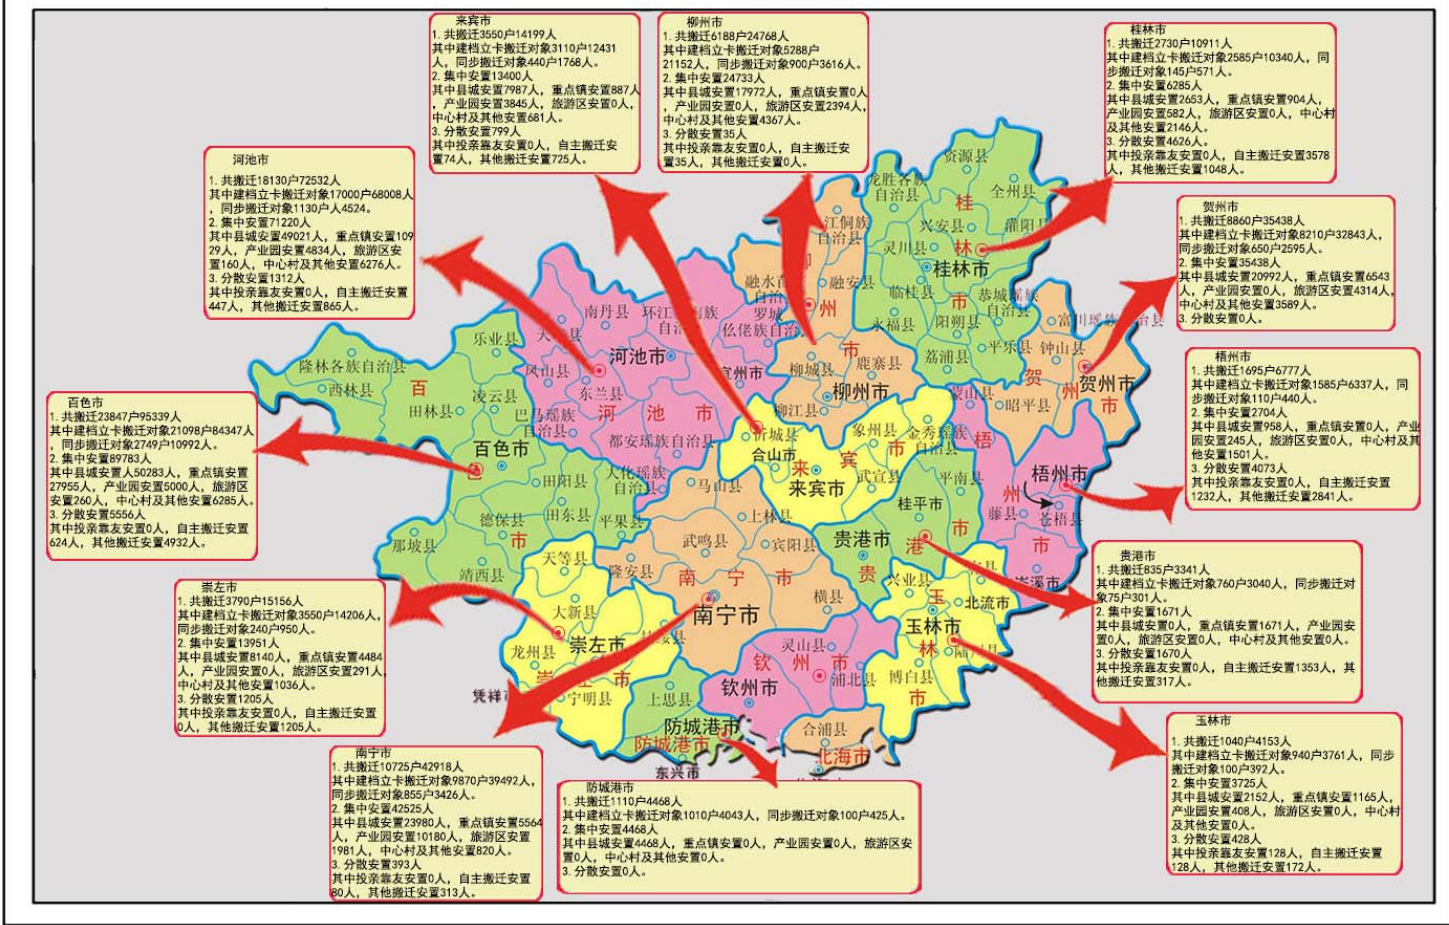 来宾市
1. 共搬迁3550户14199人
其中建档立卡搬迁对象3110户12431
人，同步搬迁对象440户1768人。
2. 集中安置13400人
其中县城安置7987人，重点镇安置887人
，产业园安置3845人，旅游区安置0人，
中心村及其他安置681人。
3. 分散安置799人
其中投亲靠友安置0人，自主搬迁安
置74人，其他搬迁安置725人。
柳州市
1. 共搬迁6188户24768人
其中建档立卡搬迁对象5288户
21152人，同步搬迁对象900户3616人。
2. 集中安置24733人
其中县城安置17972人，重点镇安置0人
，产业园安置0人，旅游区安置2394人，
中心村及其他安置4367人。
3. 分散安置35人
其中投亲靠友安置0人，自主搬迁安
置35人，其他搬迁安置0人。
桂林市
1. 共搬迁2730户10911人
其中建档立卡搬迁对象2585户10340人，同
步搬迁对象145户571人。
2. 集中安置6285人
其中县城安置2653人，重点镇安置904人，
产业园安置582人，旅游区安置0人，中心村
及其他安置2146人。
3. 分散安置4626人
其中投亲靠友安置0人，自主搬迁安置3578
人，其他搬迁安置1048人。
河池市
1. 共搬迁18130户72532人
其中建档立卡搬迁对象17000户68008人
，同步搬迁对象1130户人4524。
2. 集中安置71220人
其中县城安置49021人，重点镇安置109
29人，产业园安置4834人，旅游区安
置160人，中心村及其他安置6276人。
3. 分散安置1312人
其中投亲靠友安置0人，自主搬迁安置
447人，其他搬迁安置865人。
贺州市
1. 共搬迁8860户35438人
其中建档立卡搬迁对象8210户32843人，
同步搬迁对象650户2595人。
2. 集中安置35438人
其中县城安置20992人，重点镇安置6543
人，产业园安置0人，旅游区安置4314人，
中心村及其他安置3589人。
3. 分散安置0人。
梧州市
1. 共搬迁1695户6777人
其中建档立卡搬迁对象1585户6337人，同
步搬迁对象110户440人。
2. 集中安置2704人
其中县城安置958人，重点镇安置0人，产业
园安置245人，旅游区安置0人，中心村及其
他安置1501人。
3. 分散安置4073人
其中投亲靠友安置0人，自主搬迁安置
1232人，其他搬迁安置2841人。
百色市
1. 共搬迁23847户95339人
其中建档立卡搬迁对象21098户84347人
，同步搬迁对象2749户10992人。
2. 集中安置89783人
其中县城安置人50283人，重点镇安置
27955人，产业园安置5000人，旅游区
安置260人，中心村及其他安置6285人。
3. 分散安置5556人
其中投亲靠友安置0人，自主搬迁安置
624人，其他搬迁安置4932人。
贵港市
1. 共搬迁835户3341人
其中建档立卡搬迁对象760户3040人，同步搬迁对
象75户301人。
2. 集中安置1671人
其中县城安置0人，重点镇安置1671人，产业园安
置0人，旅游区安置0人，中心村及其他安置0人。
3. 分散安置1670人
其中投亲靠友安置0人，自主搬迁安置1353人，其
他搬迁安置317人。
崇左市
1. 共搬迁3790户15156人
其中建档立卡搬迁对象3550户14206人，
同步搬迁对象240户950人。
2. 集中安置13951人
其中县城安置8140人，重点镇安置4484
人，产业园安置0人，旅游区安置291人，
中心村及其他安置1036人。
3. 分散安置1205人
其中投亲靠友安置0人，自主搬迁安置
0人，其他搬迁安置1205人。
玉林市
1. 共搬迁1040户4153人
其中建档立卡搬迁对象940户3761人，同步
搬迁对象100户392人。
2. 集中安置3725人
其中县城安置2152人，重点镇安置1165人，
产业园安置408人，旅游区安置0人，中心村
及其他安置0人。
3. 分散安置428人
其中投亲靠友安置128人，自主搬迁安置
128人，其他搬迁安置172人。
南宁市
1. 共搬迁10725户42918人
其中建档立卡搬迁对象9870户39492人，
同步搬迁对象855户3426人。
2. 集中安置42525人
其中县城安置23980人，重点镇安置5564
人，产业园安置10180人，旅游区安置
1981人，中心村及其他安置820人。
3. 分散安置393人
其中投亲靠友安置0人，自主搬迁安置
80人，其他搬迁安置313人。
防城港市
1. 共搬迁1110户4468人
其中建档立卡搬迁对象1010户4043人，同步搬迁对象100户425人。
2. 集中安置4468人
其中县城安置4468人，重点镇安置0人，产业园安置0人，旅游区安
置0人，中心村及其他安置0人。
3. 分散安置0人。
资源县
龙胜各族
自治县
全州县
桂
兴安县
灌阳县
江侗族
自治县
灵川县
林
桂林市
融安县
临桂县
市
恭城瑶族
自治县
永福县
阳朔县
荔浦县
平乐县
富川瑶族
治县
钟山县
贺
州
市
贺州市
昭平县
融水
自治
罗城
仫佬族自治
州
市
柳城县
鹿寨县
柳州市
柳江县
南丹县
环江
河池市
宜州市
凤山县
东兰县
河
池
市
巴马瑶族
自治县
都安瑶族自治县
大化瑶族
自治县
乐业县
隆林各族自治县
西林县
百
田林县
凌云县
百色市
色
田阳县
德保县
田东县
平果县
那坡县
市
靖西县
忻城县
合山市
来
宾
市
来宾市
象州县
金秀瑶族
自治县
武宣县
蒙山县
梧
州
市
梧州市
藤县
苍梧县
岑溪市
平南县
桂平市
贵港市
贵
港
市
马山县
上林县
武鸣县
宾阳县
隆安县
南
宁
市
南宁市
横县
天等县
大新县
龙州县
崇左市
崇
市
宁明县
凭祥市
上思县
防城港市
防城港市
东兴市
钦
州
市
钦州市
灵山县
浦北县
合浦县
北海市
兴业县
玉
北流市
玉林市
林
陆川县
博白县
市